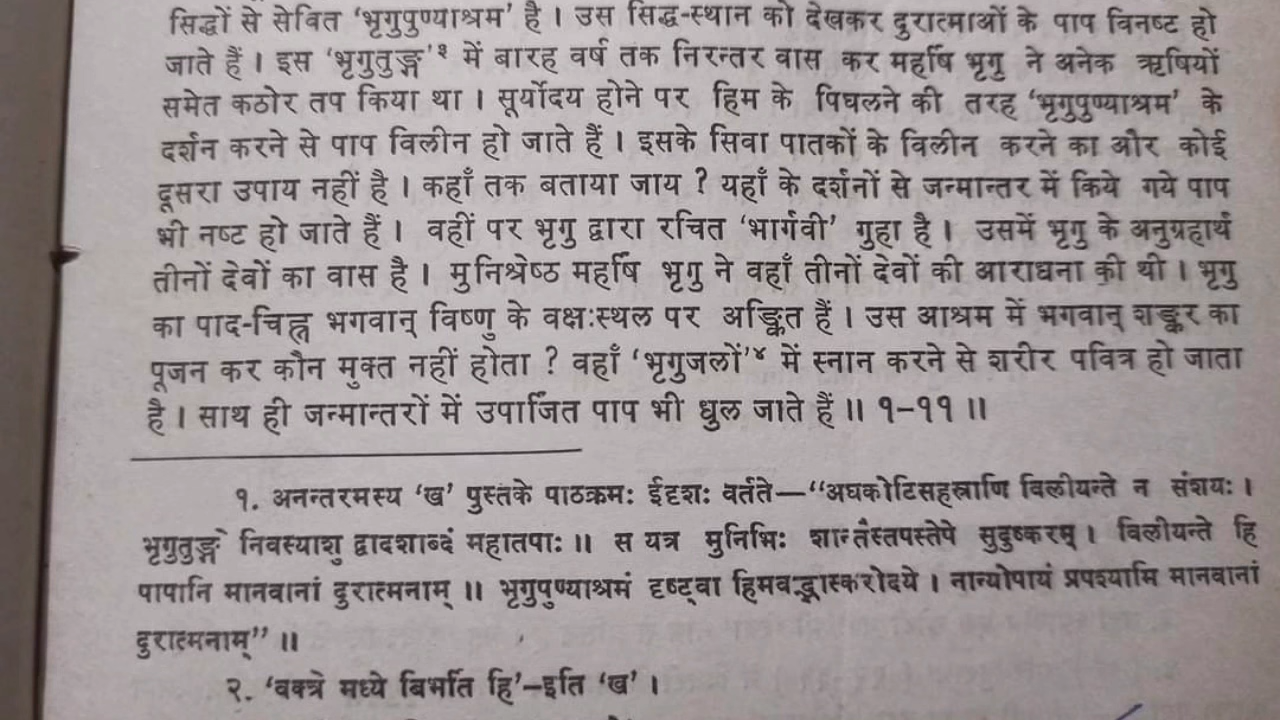 सिद्धों से सेवित ‘भृगुपुण्याश्रम’ है । उस सिद्ध-स्थान को देखकर दुरात्माओं के पाप विनष्ट हो
जाते हैं । इस ‘भृगुतुङ्ग’³ में बारह वर्ष तक निरन्तर वास कर महर्षि भृगु ने अनेक ऋषियों
समेत कठोर तप किया था । सूर्योदय होने पर हिम के पिघलने की तरह ‘भृगुपुण्याश्रम’ के
दर्शन करने से पाप विलीन हो जाते हैं । इसके सिवा पातकों के विलीन करने का और कोई
दूसरा उपाय नहीं है । कहाँ तक बताया जाय ? यहाँ के दर्शनों से जन्मान्तर में किये गये पाप
भी नष्ट हो जाते हैं । वहीं पर भृगु द्वारा रचित ‘भार्गवी’ गुहा है । उसमें भृगु के अनुग्रहार्थ
तीनों देवों का वास है । मुनिश्रेष्ठ महर्षि भृगु ने वहाँ तीनों देवों की आराधना की थी । भृगु
का पाद-चिह्न भगवान् विष्णु के वक्षःस्थल पर अङ्कित हैं । उस आश्रम में भगवान् शङ्कर का
पूजन कर कौन मुक्त नहीं होता ? वहाँ ‘भृगुजलों’⁴ में स्नान करने से शरीर पवित्र हो जाता
है । साथ ही जन्मान्तरों में उपार्जित पाप भी धुल जाते हैं ॥ १-११ ॥
१. अनन्तरमस्य ‘ख’ पुस्तके पाठक्रमः ईदृशः वर्तते—“अघकोटिसहस्राणि विलीयन्ते न संशयः ।
भृगुतुङ्गे निवस्याशु द्वादशाब्दं महातपाः ॥ स यत्र मुनिभिः शान्तैस्तपस्तेपे सुदुष्करम् । विलीयन्ते हि
पापानि मानवानां दुरात्मनाम् ॥ भृगुपुण्याश्रमं दृष्ट्वा हिमवद्भास्करोदये । नान्योपायं प्रपश्यामि मानवानां
दुरात्मनाम्” ॥
२. ‘वक्त्रे मध्ये बिर्भात हि’-इति ‘ख’ ।